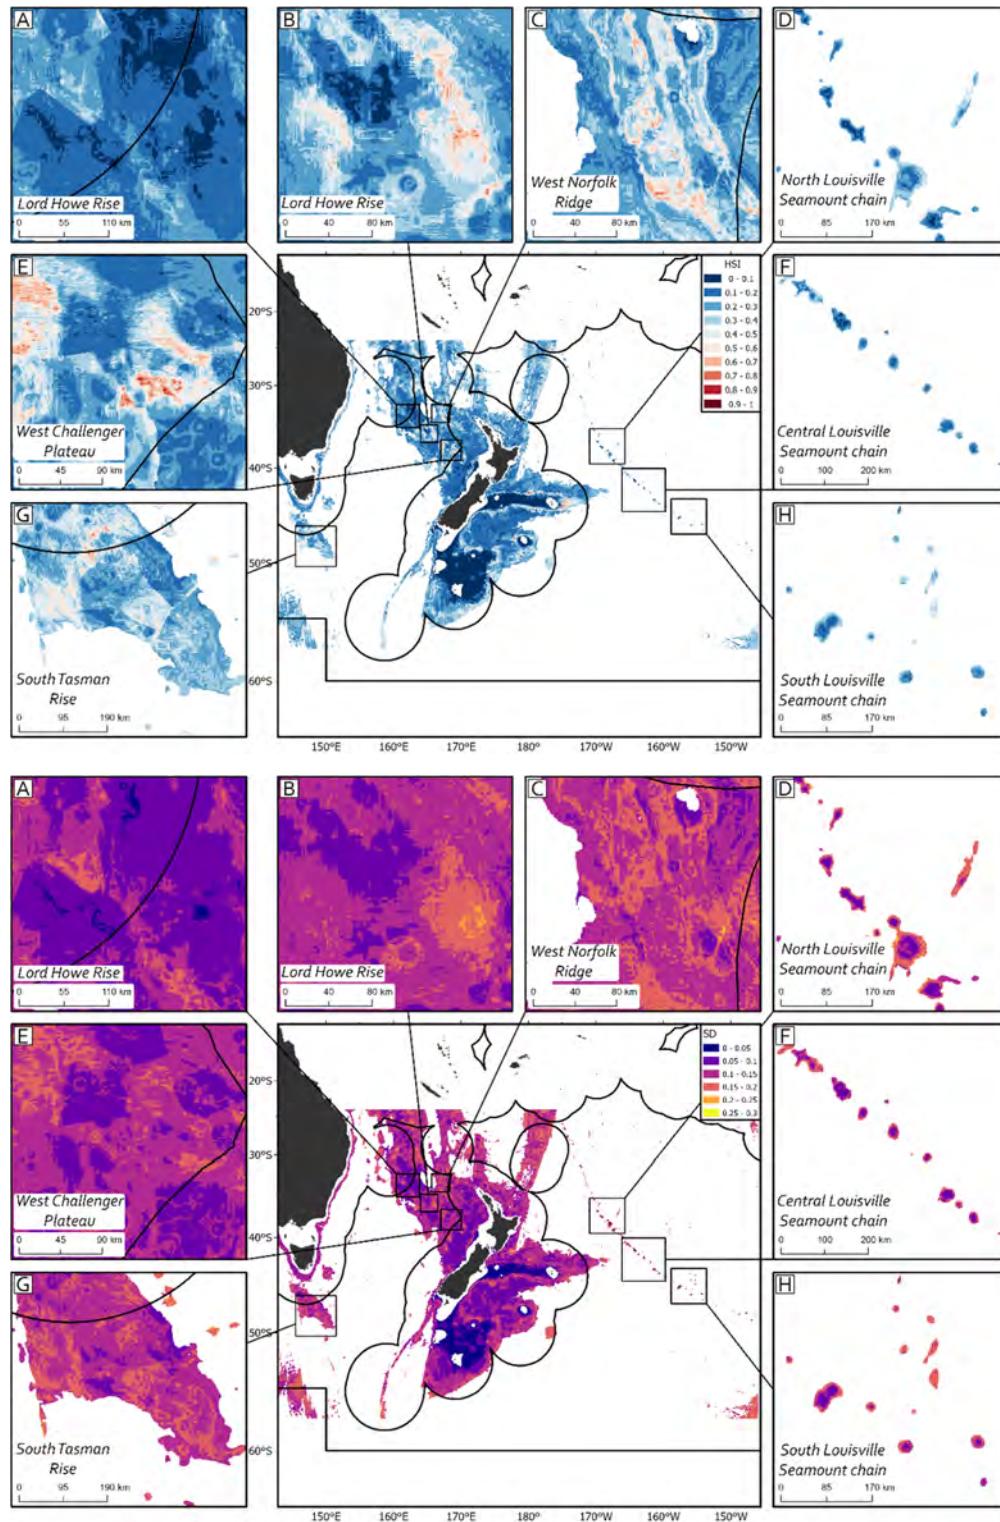 A
Lord Howe Rise
0 55 110 km
B
Lord Howe Rise
0 40 80 km
C
West Norfolk
Ridge
0 40 80 km
D
North Louisville
Seamount chain
0 85 170 km
E
West Challenger
Plateau
0 45 90 km
HSI
0 - 0.1
0.1 - 0.2
0.2 - 0.3
0.3 - 0.4
0.4 - 0.5
0.5 - 0.6
0.6 - 0.7
0.7 - 0.8
0.8 - 0.9
0.9 - 1
20°S
30°S
40°S
50°S
60°S
150°E 160°E 170°E 180° 170°W 160°W 150°W
F
Central Louisville
Seamount chain
0 100 200 km
G
South Tasman
Rise
0 95 190 km
H
South Louisville
Seamount chain
0 85 170 km
A
Lord Howe Rise
0 55 110 km
B
Lord Howe Rise
0 40 80 km
C
West Norfolk
Ridge
0 40 80 km
D
North Louisville
Seamount chain
0 85 170 km
E
West Challenger
Plateau
0 45 90 km
SD
0 - 0.05
0.05 - 0.1
0.1 - 0.15
0.15 - 0.2
0.2 - 0.25
0.25 - 0.3
20°S
30°S
40°S
50°S
60°S
150°E 160°E 170°E 180° 170°W 160°W 150°W
F
Central Louisville
Seamount chain
0 100 200 km
G
South Tasman
Rise
0 95 190 km
H
South Louisville
Seamount chain
0 85 170 km